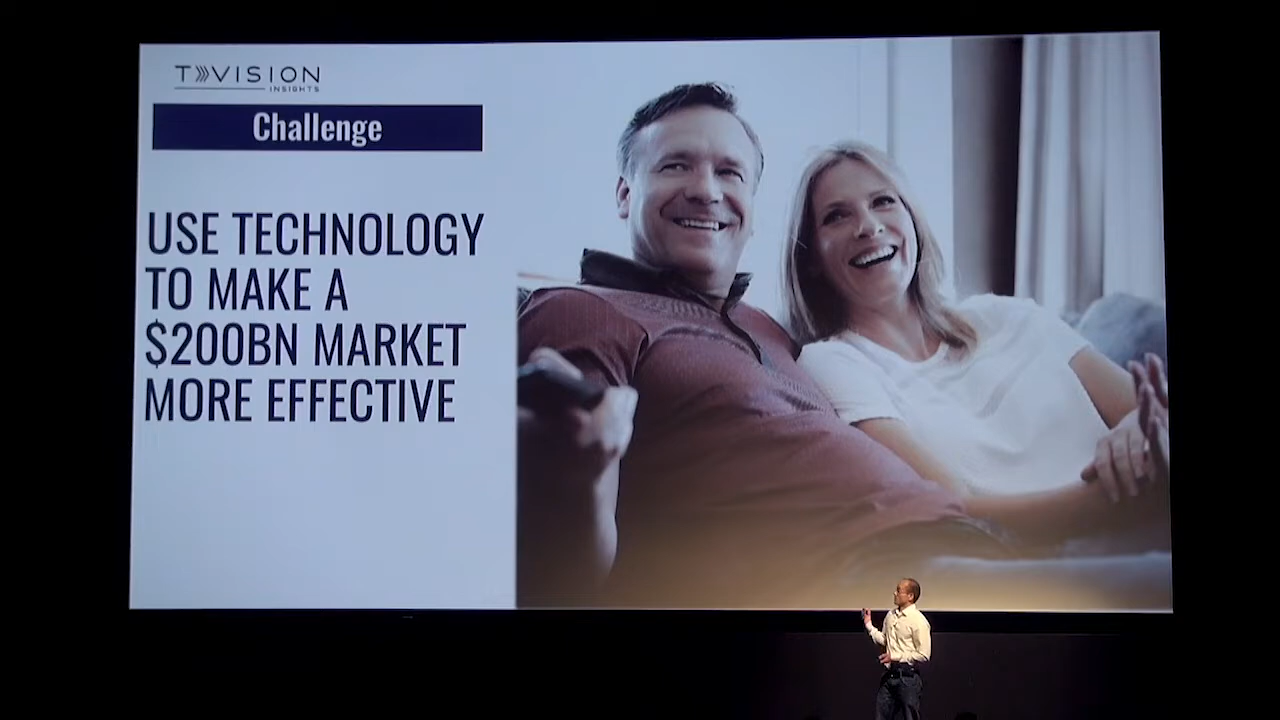 TVISION
INSIGHTS
Challenge
USE TECHNOLOGY
TO MAKE A
$200BN MARKET
MORE EFFECTIVE